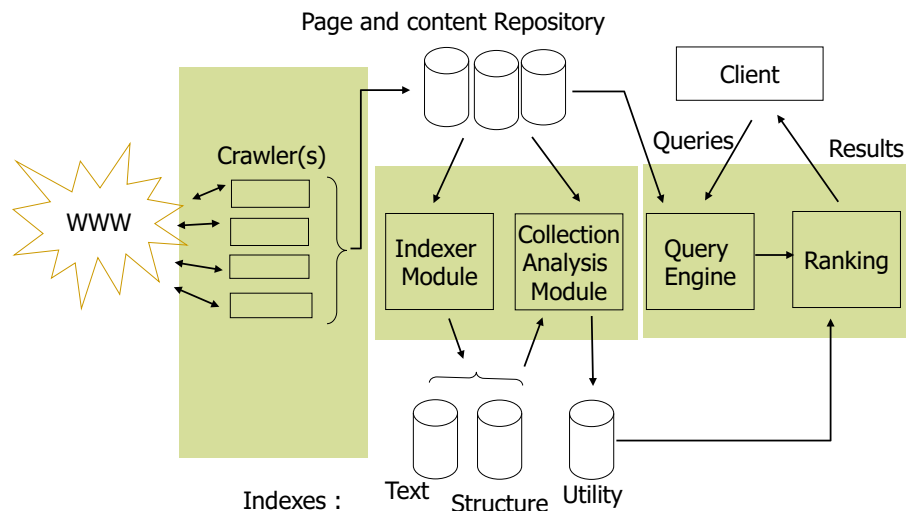 Page and content Repository
Client
Crawler(s)
Queries
Results
WWW
Indexer
Module
Collection
Analysis
Module
Query
Engine
Ranking
Indexes :
Text
Structure
Utility